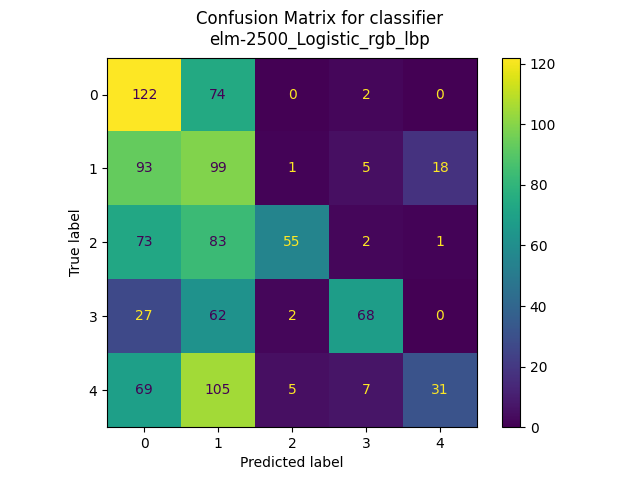 Confusion Matrix for classifier
elm-2500_Logistic_rgb_lbp
0 122 74 0 2 0
1 93 99 1 5 18
2 73 83 55 2 1
3 27 62 2 68 0
4 69 105 5 7 31
0 1 2 3 4
Predicted label
True label
120
100
80
60
40
20
0